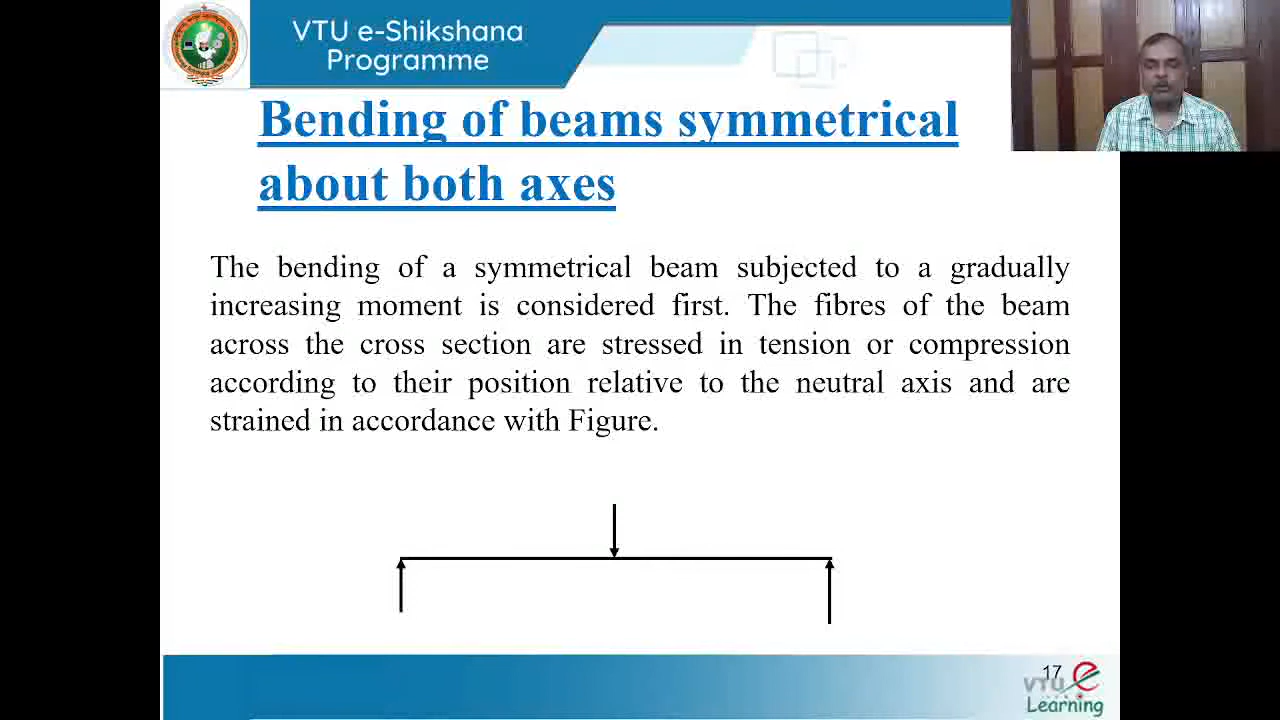 VTU e-Shikshana
Programme
Bending of beams symmetrical
about both axes
The bending of a symmetrical beam subjected to a gradually
increasing moment is considered first. The fibres of the beam
across the cross section are stressed in tension or compression
according to their position relative to the neutral axis and are
strained in accordance with Figure.
17
VTU e
Learning